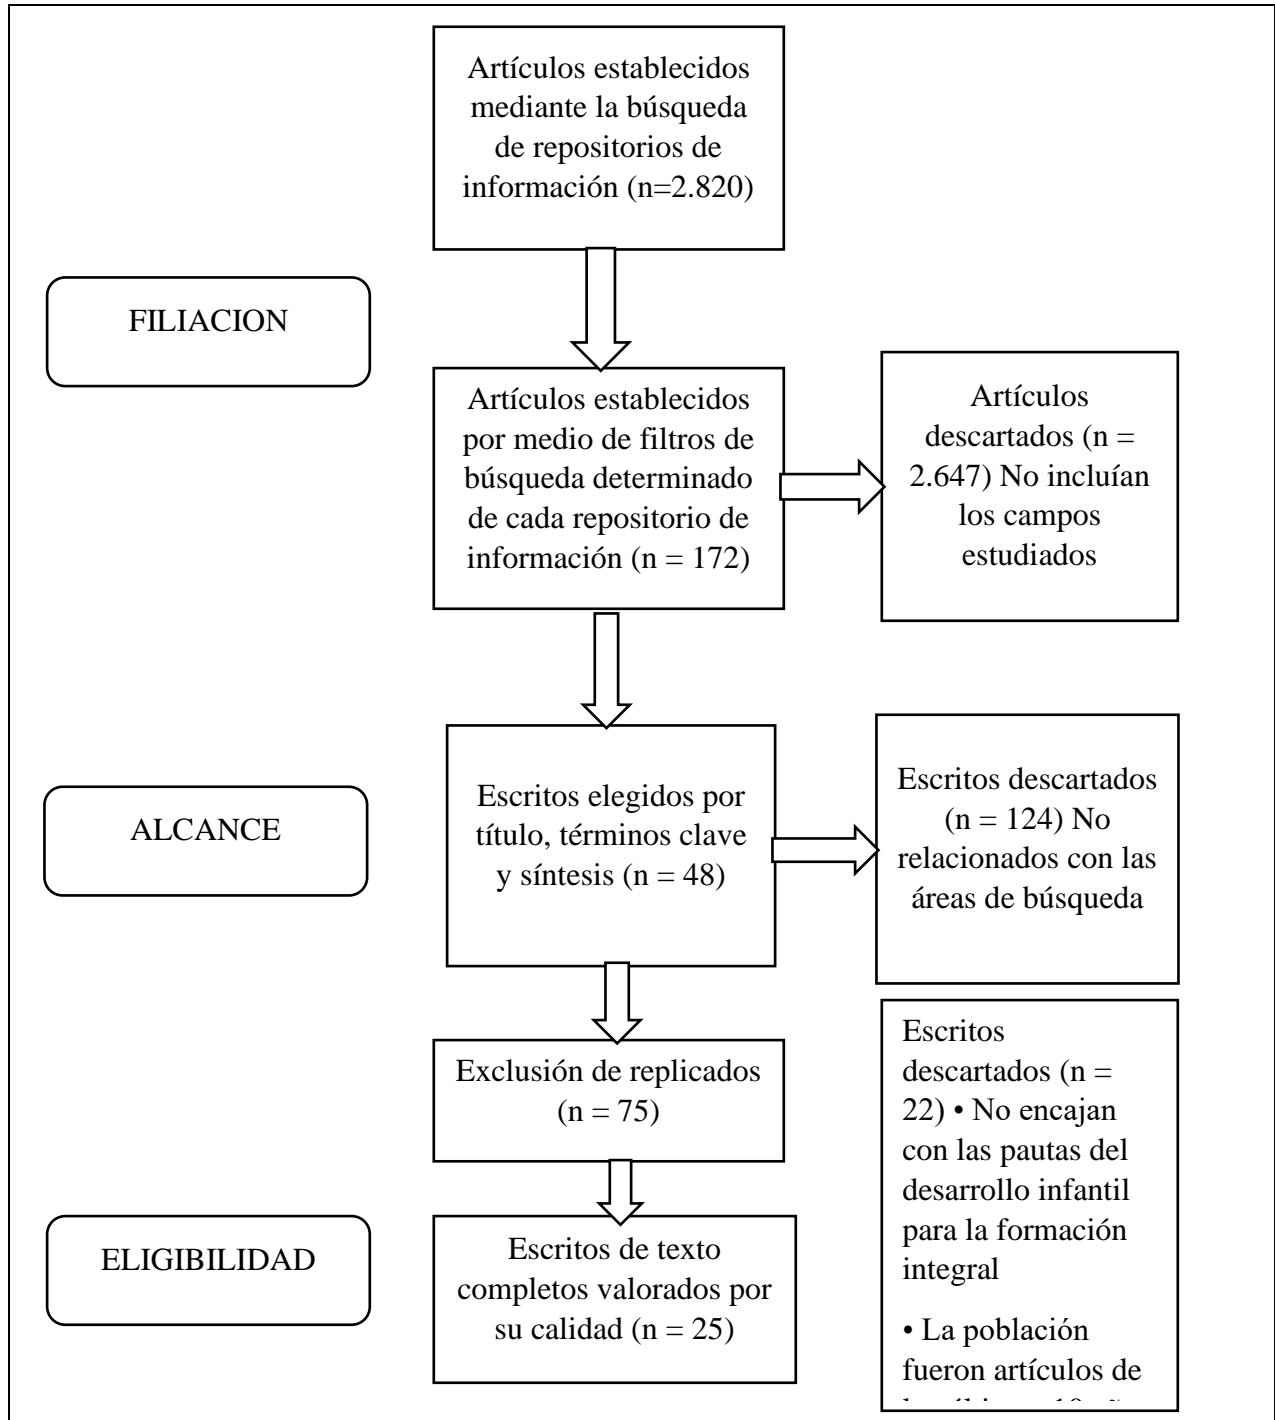 Artículos establecidos
mediante la búsqueda
de repositorios de
información (n=2.820)
FILIACION
Artículos establecidos
por medio de filtros de
búsqueda determinado
de cada repositorio de
información (n = 172)
Artículos
descartados (n =
2.647) No incluían
los campos
estudiados
ALCANCE
Escritos elegidos por
título, términos clave
y síntesis (n = 48)
Escritos descartados
(n = 124) No
relacionados con las
áreas de búsqueda
Exclusión de replicados
(n = 75)
Escritos
descartados (n =
22) • No encajan
con las pautas del
desarrollo infantil
para la formación
integral
• La población
fueron artículos de
ELIGIBILIDAD
Escritos de texto
completos valorados por
su calidad (n = 25)